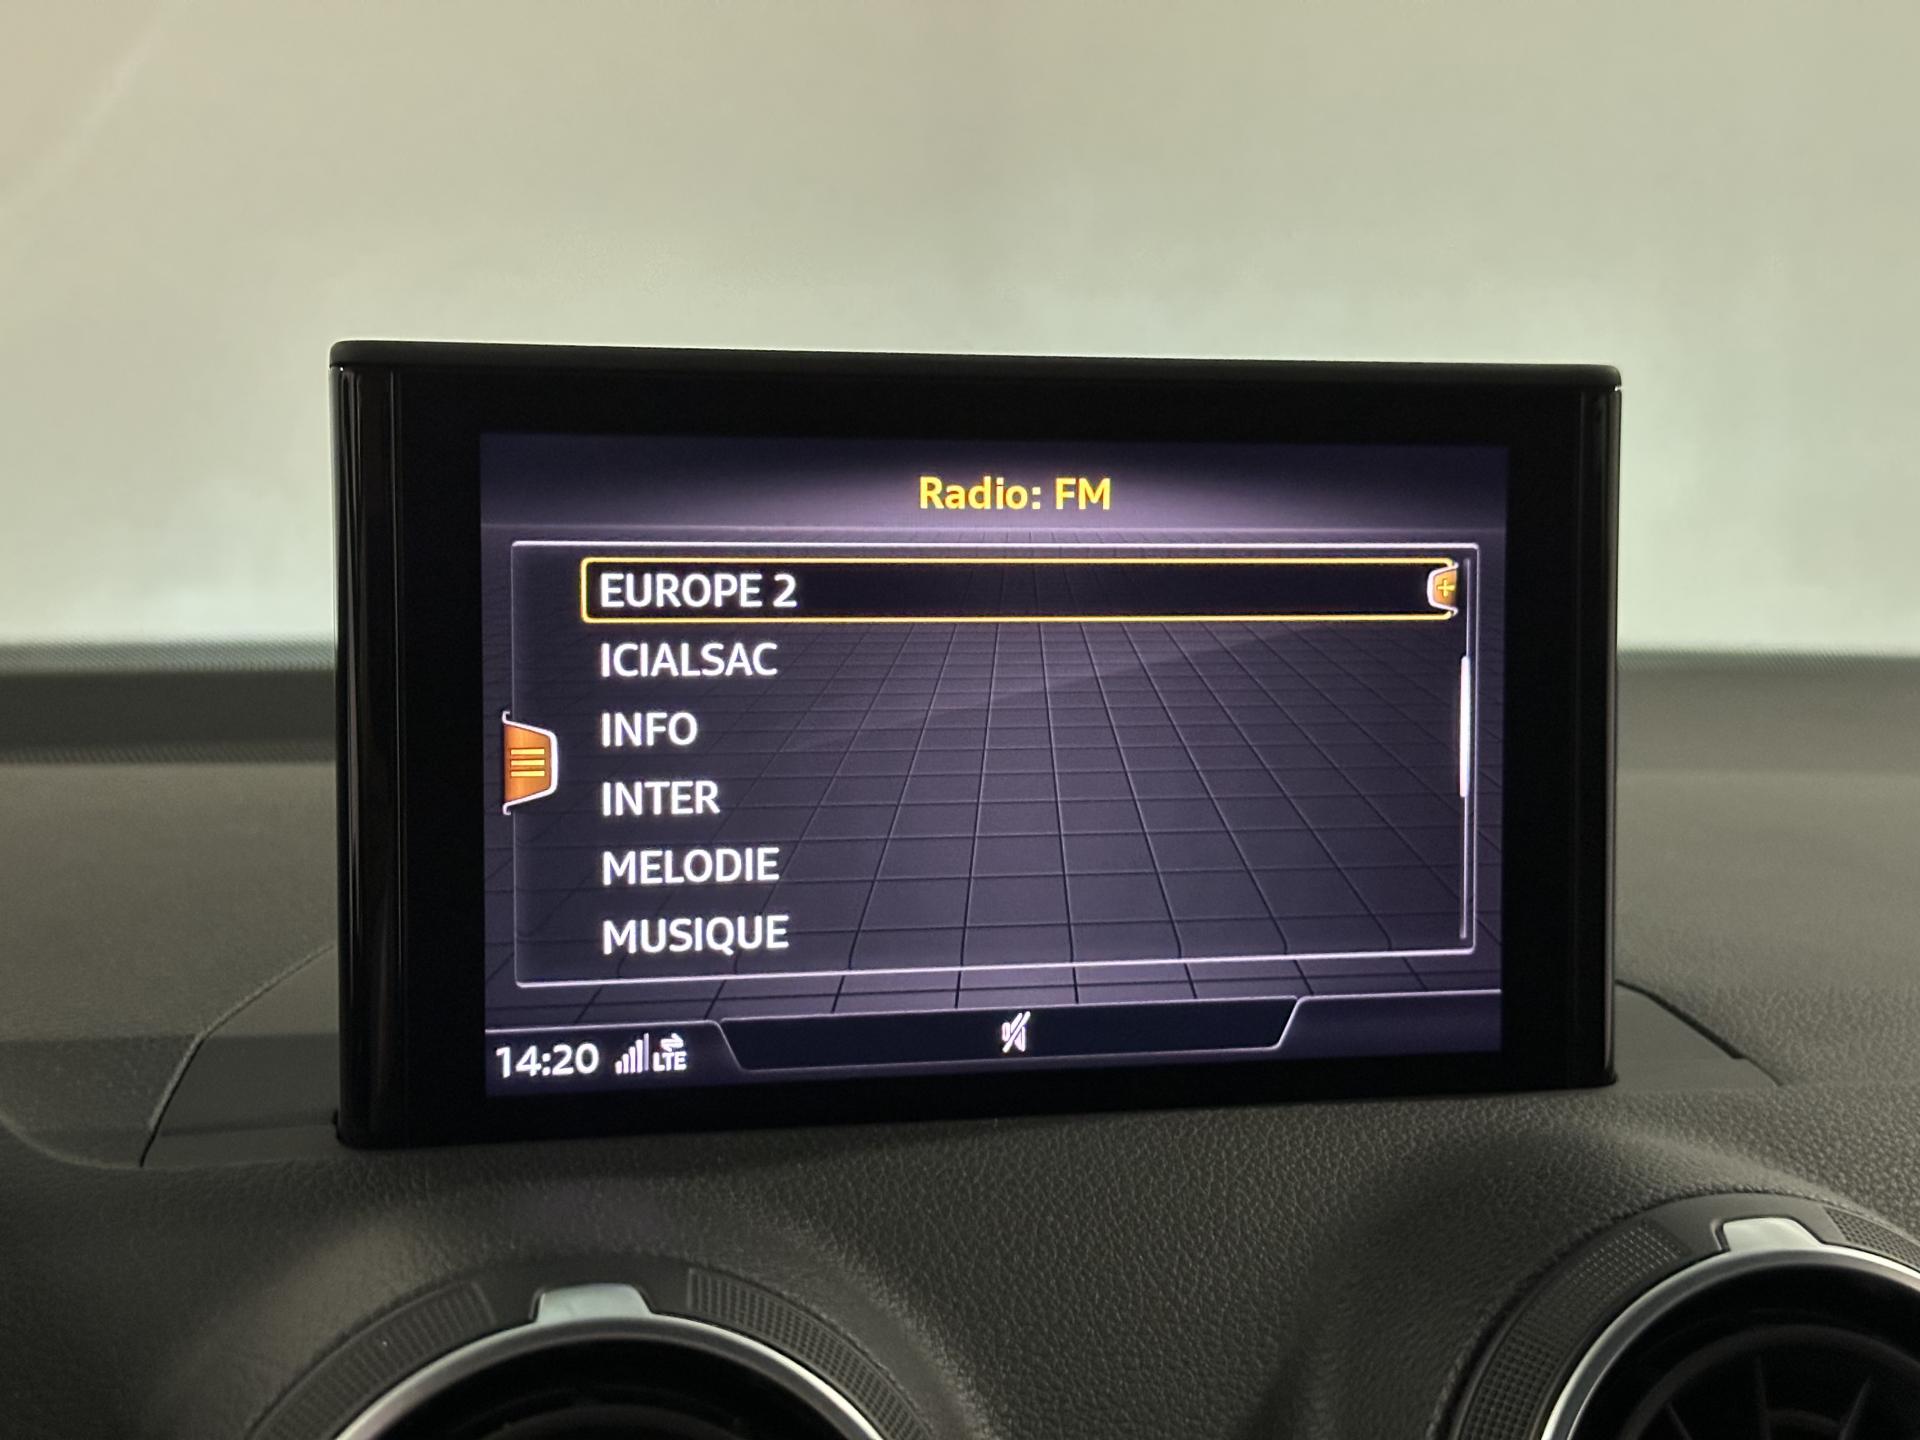 Radio: FM
EUROPE 2
ICIALSAC
INFO
INTER
MELODIE
MUSIQUE
14:20 LTE